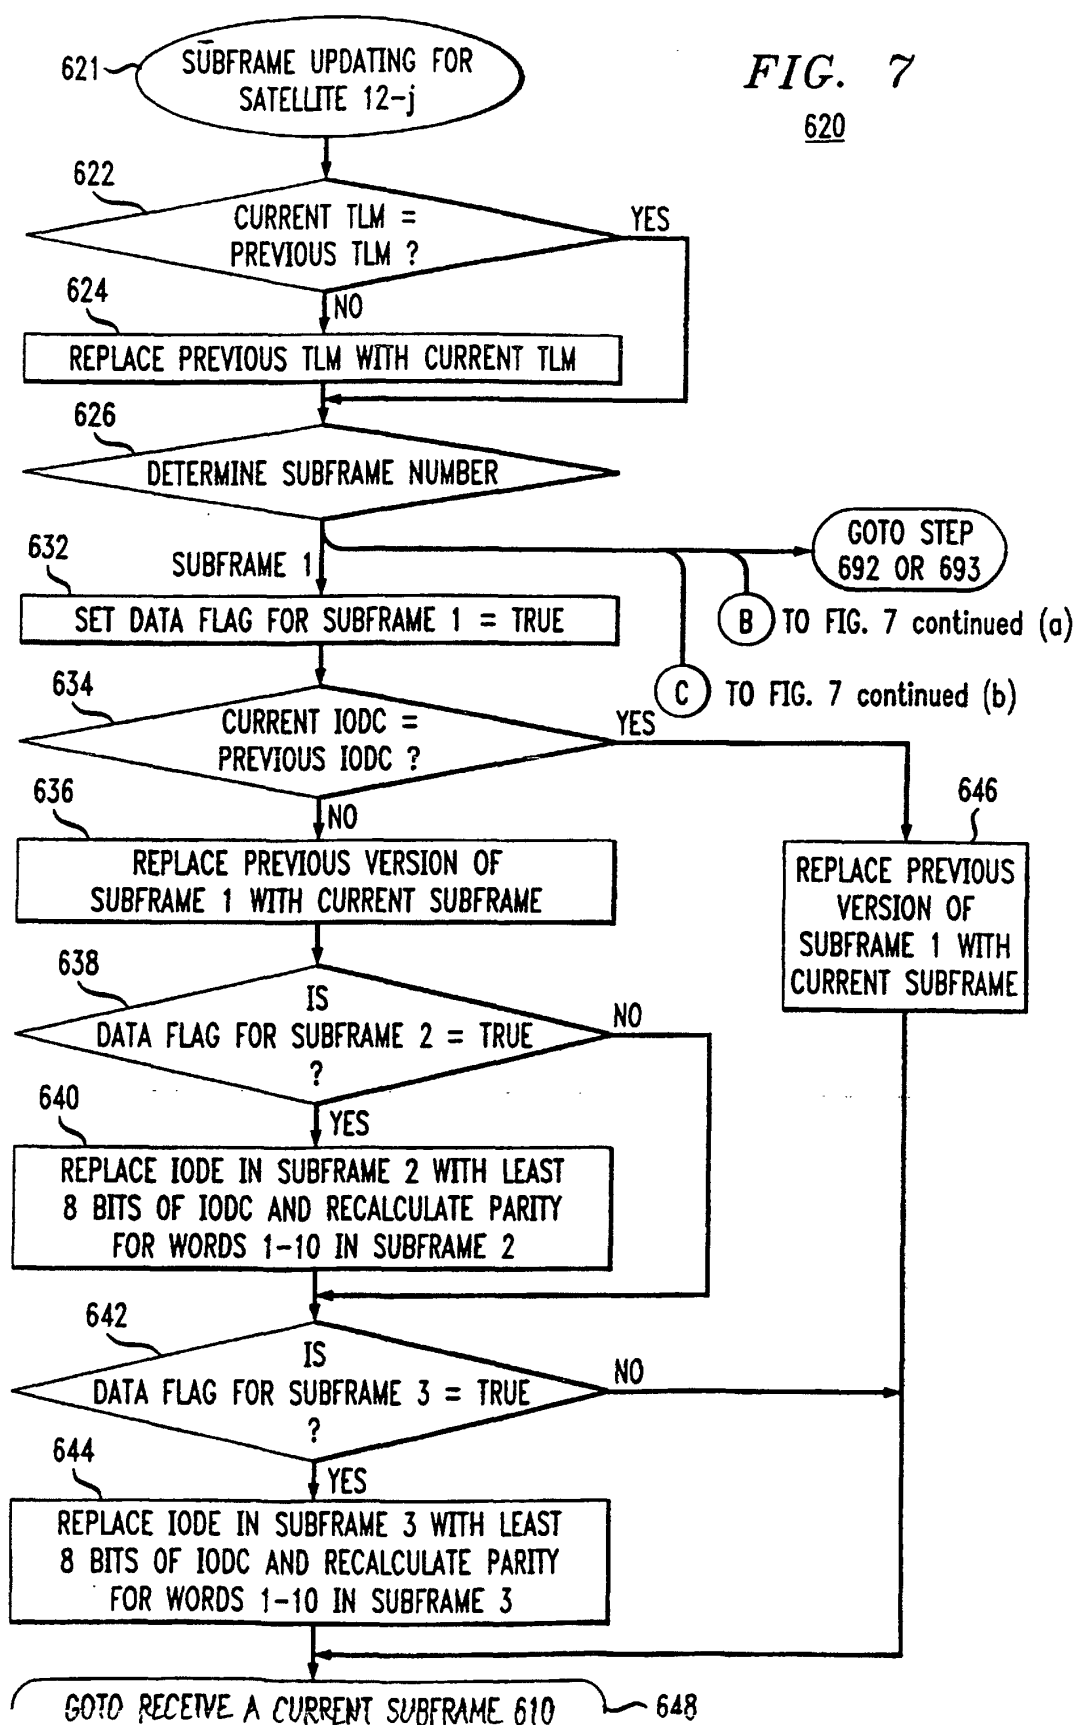 FIG. 7
620
621
SUBFRAME UPDATING FOR
SATELLITE 12-j
622
CURRENT TLM =
PREVIOUS TLM ?
YES
NO
624
REPLACE PREVIOUS TLM WITH CURRENT TLM
626
DETERMINE SUBFRAME NUMBER
GOTO STEP
692 OR 693
B TO FIG. 7 continued (a)
C TO FIG. 7 continued (b)
SUBFRAME 1
632
SET DATA FLAG FOR SUBFRAME 1 = TRUE
634
CURRENT IODC =
PREVIOUS IODC ?
YES
NO
636
REPLACE PREVIOUS VERSION OF
SUBFRAME 1 WITH CURRENT SUBFRAME
646
REPLACE PREVIOUS
VERSION OF
SUBFRAME 1 WITH
CURRENT SUBFRAME
638
IS
DATA FLAG FOR SUBFRAME 2 = TRUE
?
NO
YES
640
REPLACE IODE IN SUBFRAME 2 WITH LEAST
8 BITS OF IODC AND RECALCULATE PARITY
FOR WORDS 1-10 IN SUBFRAME 2
642
IS
DATA FLAG FOR SUBFRAME 3 = TRUE
?
NO
YES
644
REPLACE IODE IN SUBFRAME 3 WITH LEAST
8 BITS OF IODC AND RECALCULATE PARITY
FOR WORDS 1-10 IN SUBFRAME 3
GOTO RECEIVE A CURRENT SUBFRAME 610
648